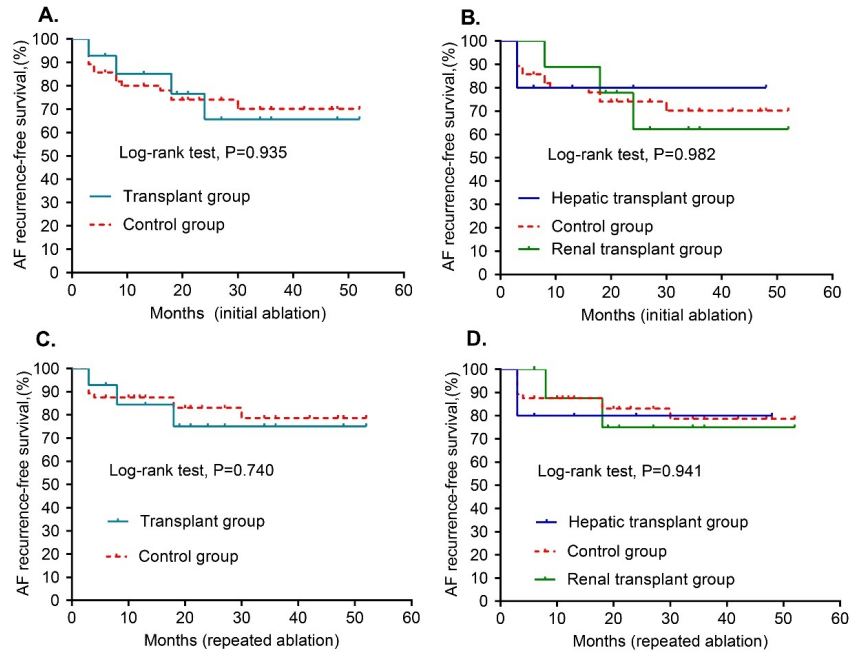 A.
AF recurrence-free survival,(%)
100
90
80
70
60
50
40
30
20
10
0
Log-rank test, P=0.935
Transplant group
Control group
0 10 20 30 40 50 60
Months (initial ablation)
B.
AF recurrence-free survival,(%)
100
90
80
70
60
50
40
30
20
10
0
Log-rank test, P=0.982
Hepatic transplant group
Control group
Renal transplant group
0 10 20 30 40 50 60
Months (initial ablation)
C.
AF recurrence-free survival,(%)
100
90
80
70
60
50
40
30
20
10
0
Log-rank test, P=0.740
Transplant group
Control group
0 10 20 30 40 50 60
Months (repeated ablation)
D.
AF recurrence-free survival,(%)
100
90
80
70
60
50
40
30
20
10
0
Log-rank test, P=0.941
Hepatic transplant group
Control group
Renal transplant group
0 10 20 30 40 50 60
Months (repeated ablation)